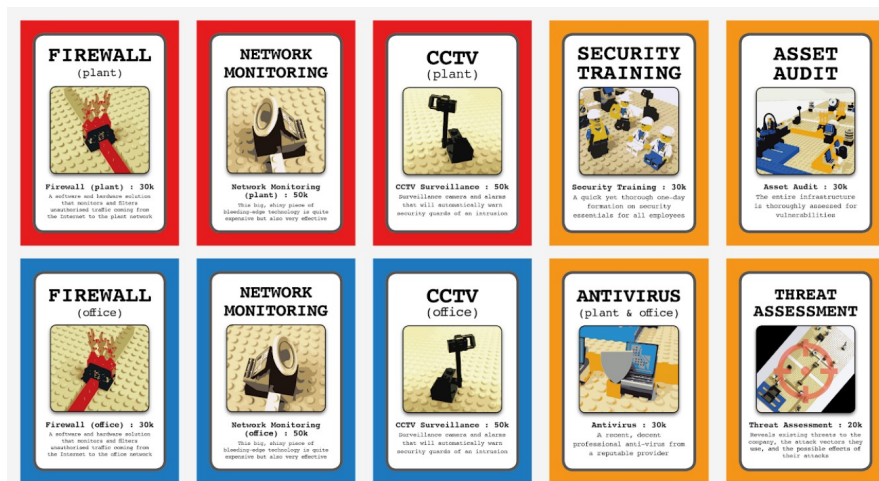 FIREWALL
(plant)
Firewall (plant) : 30k
A software and hardware solution
that monitors and filters
unauthorised traffic coming from
the Internet to the plant network
NETWORK
MONITORING
Network Monitoring
(plant) : 50k
This big, shiny piece of
bleeding-edge technology is quite
expensive but also very effective
CCTV
(plant)
CCTV Surveillance : 50k
Surveillance camera and alarms
that will automatically warn
security guards of an intrusion
SECURITY
TRAINING
Security Training : 30k
A quick yet thorough one-day
formation on security
essentials for all employees
ASSET
AUDIT
Asset Audit : 30k
The entire infrastructure
is thoroughly assessed for
vulnerabilities
FIREWALL
(office)
Firewall (office) : 30k
A software and hardware solution
that monitors and filters
unauthorised traffic coming from
the Internet to the office network
NETWORK
MONITORING
Network Monitoring
(office) : 50k
This big, shiny piece of
bleeding-edge technology is quite
expensive but also very effective
CCTV
(office)
CCTV Surveillance : 50k
Surveillance camera and alarms
that will automatically warn
security guards of an intrusion
ANTIVIRUS
(plant & office)
Antivirus : 30k
A recent, decent
professional anti-virus from
a reputable provider
THREAT
ASSESSMENT
Threat Assessment : 20k
Reveals existing threats to the
company, the attack vectors they
use, and the possible effects of
their attacks